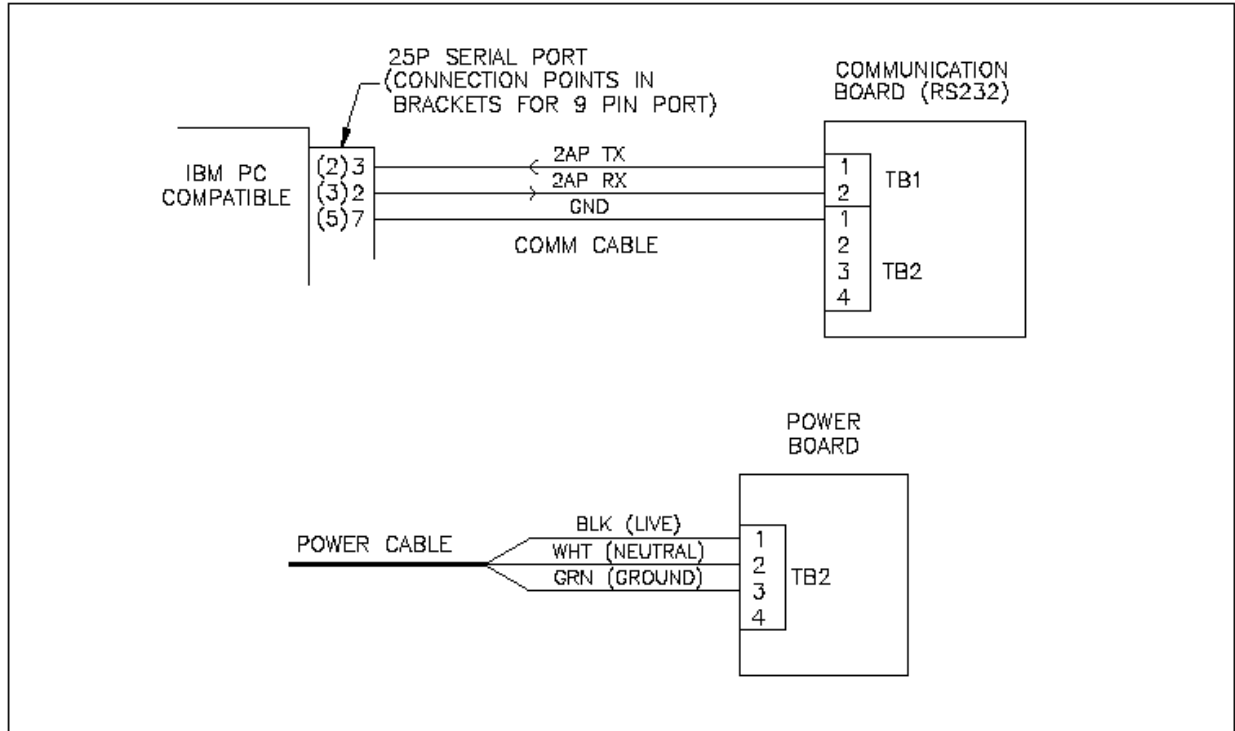 25P SERIAL PORT
(CONNECTION POINTS IN
BRACKETS FOR 9 PIN PORT)
COMMUNICATION
BOARD (RS232)
IBM PC
COMPATIBLE
(2)3
(3)2
(5)7
2AP TX
2AP RX
GND
COMM CABLE
1
2
TB1
1
2
3
4
TB2
POWER
BOARD
POWER CABLE
BLK (LIVE)
WHT (NEUTRAL)
GRN (GROUND)
1
2
3
4
TB2